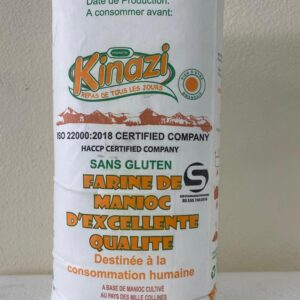 Date de Production:
A consommer avant:
Kinazi
REPAS DE TOUS LES JOURS
ISO 22000:2018 CERTIFIED COMPANY
HACCP CERTIFIED COMPANY
SANS GLUTEN
FARINE DE
MANIOC
D'EXCELLENTE
QUALITE
S
Destinée à la
consommation humaine
A BASE DE MANIOC CULTIVÉ
AU PAYS DES MILLE COLLINES